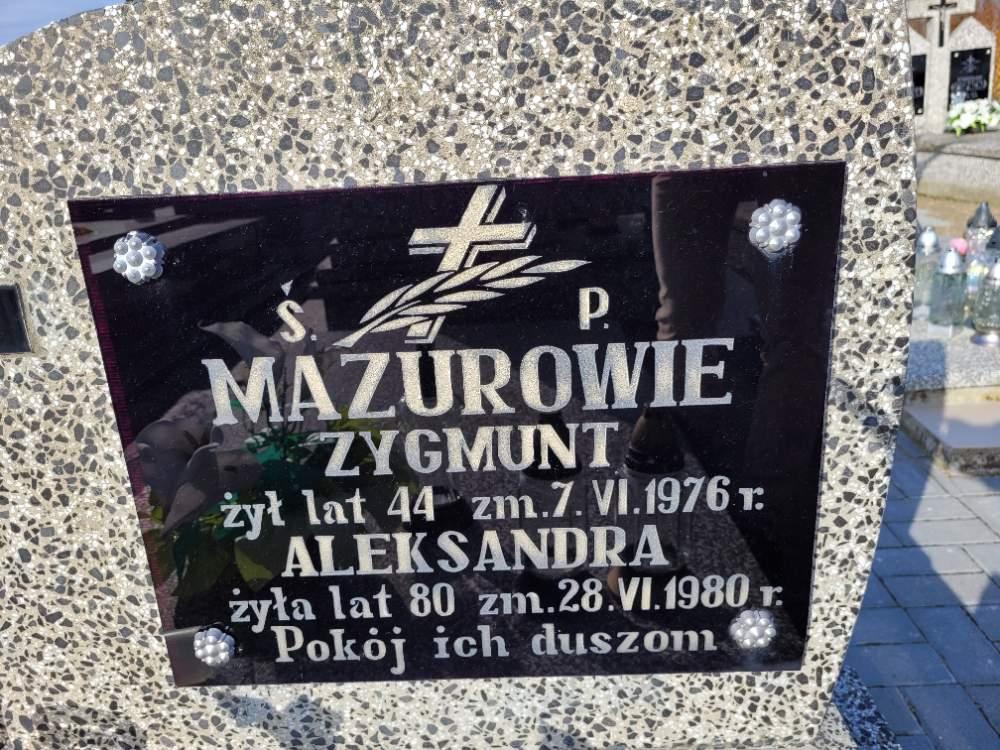 Ś. P.
MAZUROWIE
ZYGMUNT
żył lat 44 zm.7.VI.1976 r.
ALEKSANDRA
żyła lat 80 zm.28.VI.1980 r.
Pokój ich duszom